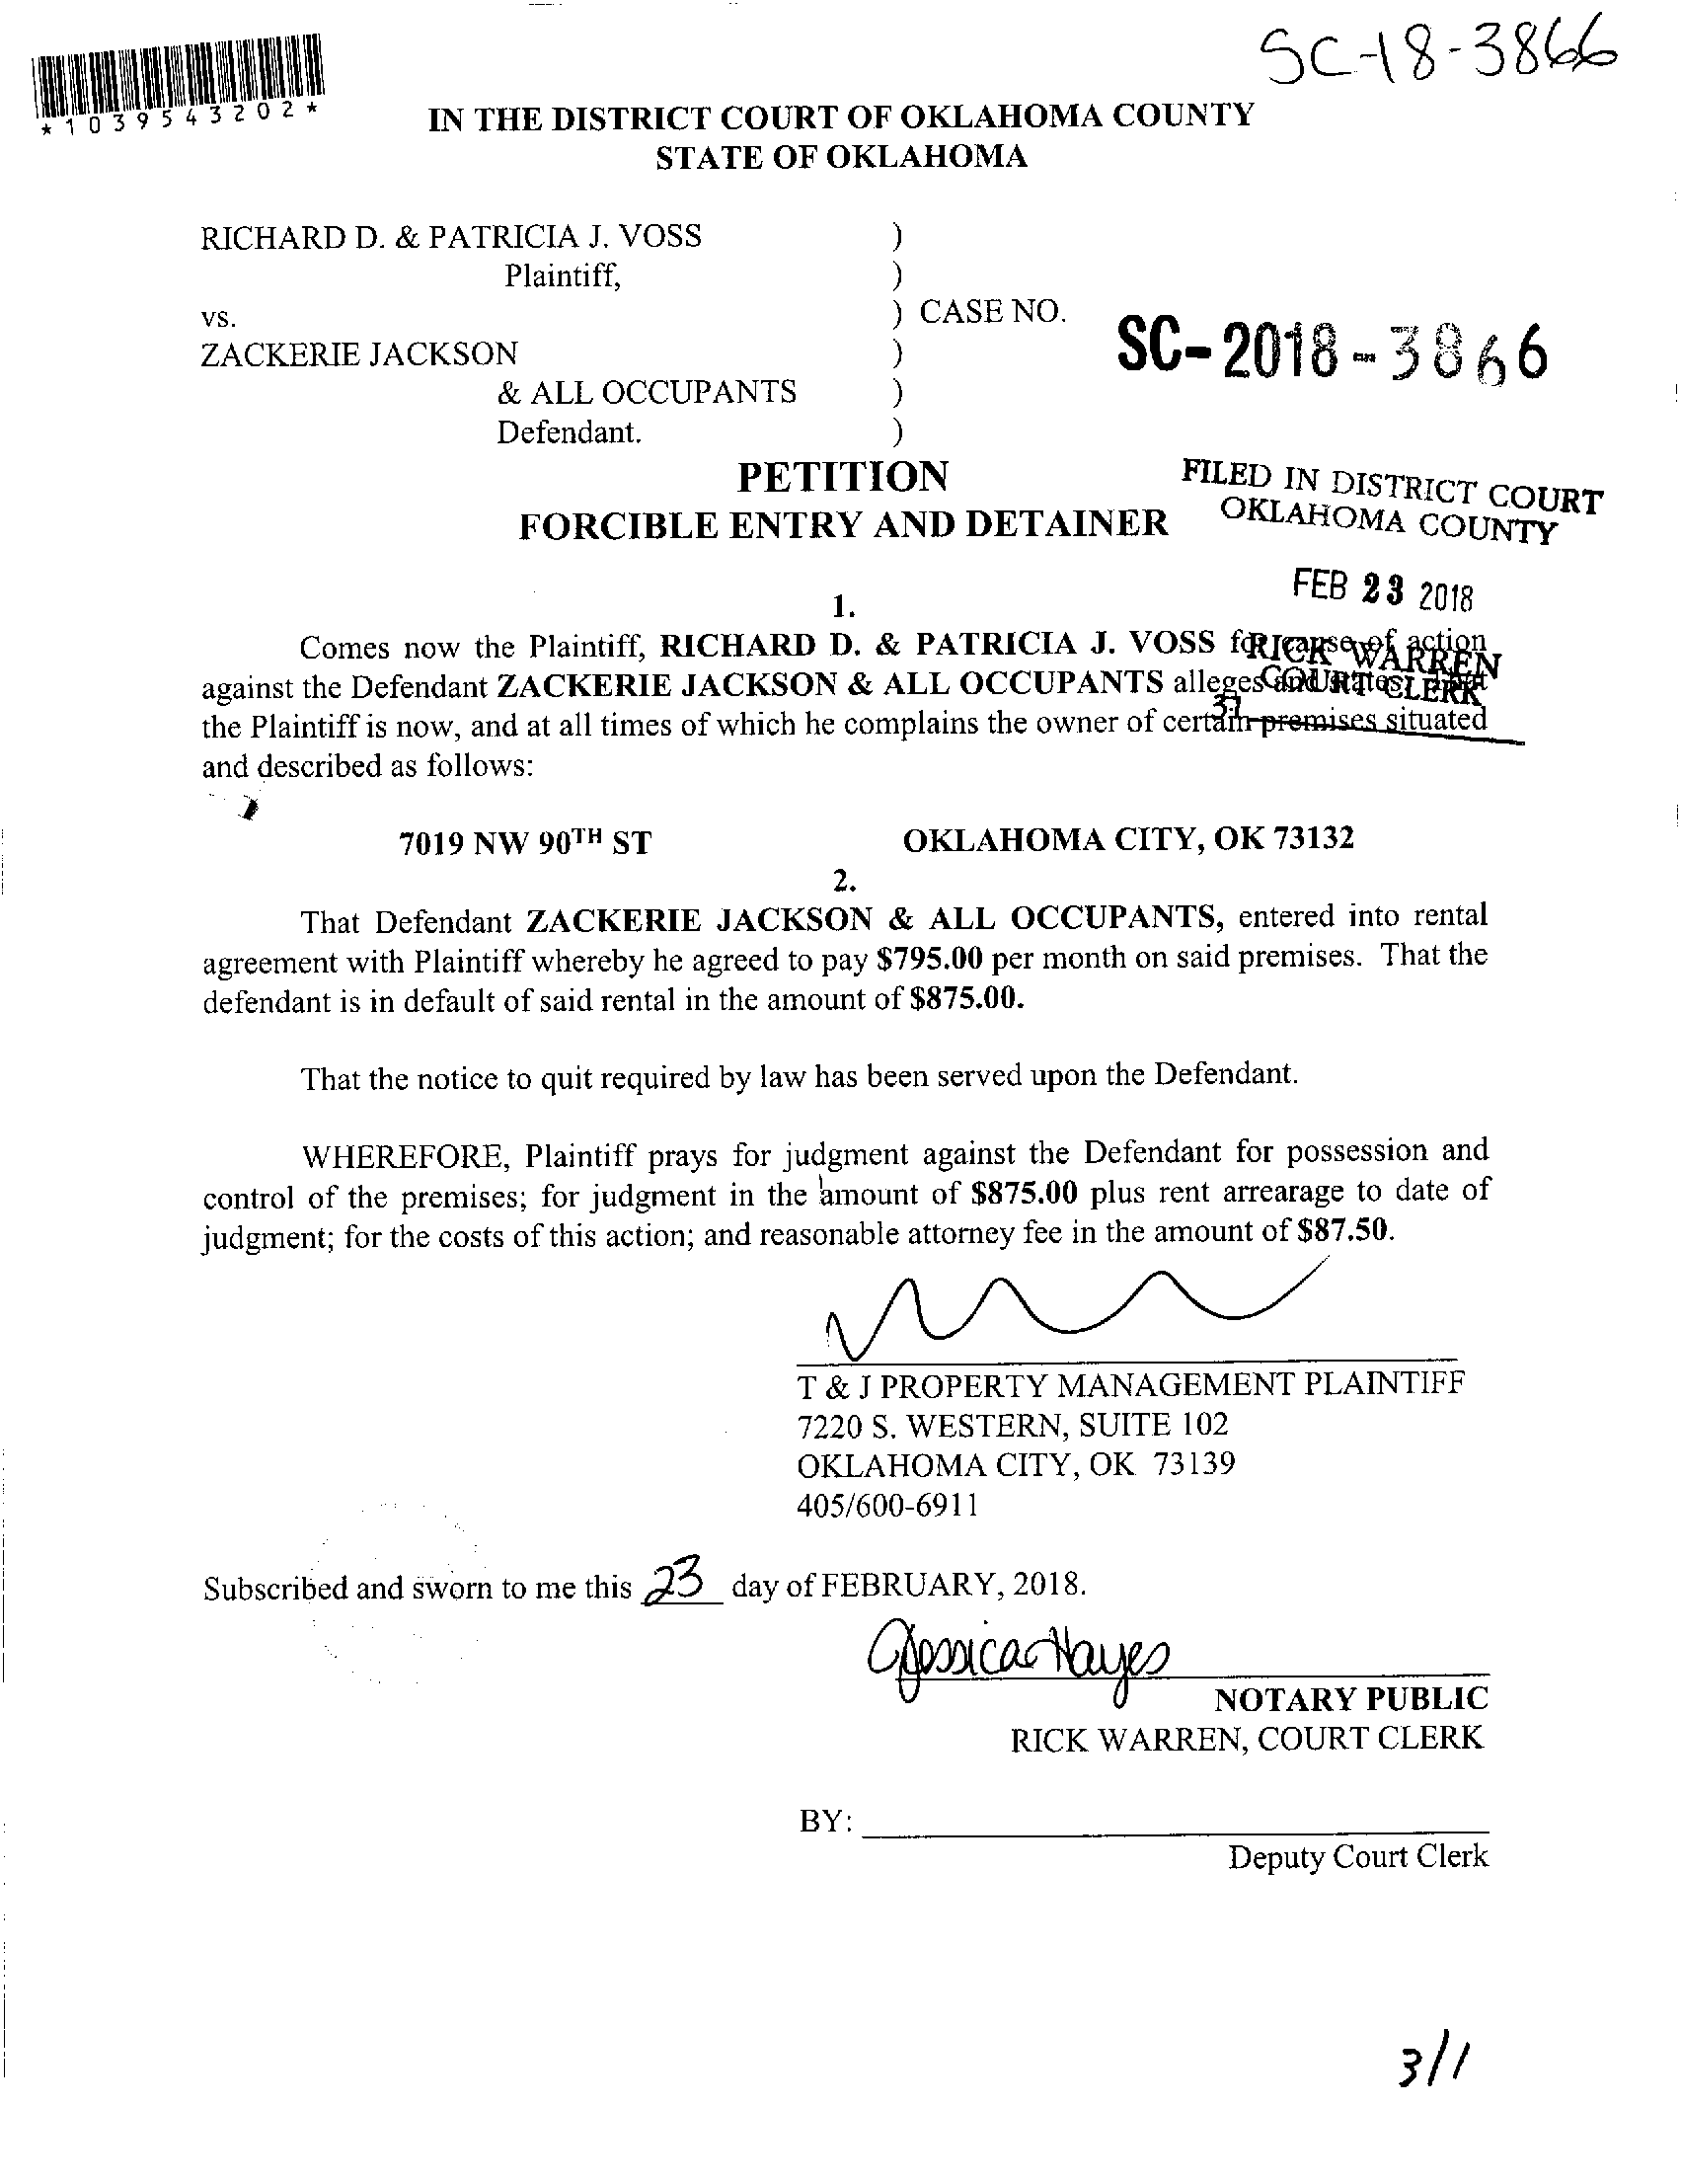 SC-18-3866
*1039543202*
IN THE DISTRICT COURT OF OKLAHOMA COUNTY
STATE OF OKLAHOMA
RICHARD D. & PATRICIA J. VOSS )
Plaintiff, )
vs. ) CASE NO.
SC-2018-3866
ZACKERIE JACKSON )
& ALL OCCUPANTS )
Defendant. )
PETITION
FORCIBLE ENTRY AND DETAINER
FILED IN DISTRICT COURT
OKLAHOMA COUNTY
FEB 23 2018
RICK WARREN
COURT CLERK
37
1.
Comes now the Plaintiff, RICHARD D. & PATRICIA J. VOSS for cause of action
against the Defendant ZACKERIE JACKSON & ALL OCCUPANTS alleges and states: That
the Plaintiff is now, and at all times of which he complains the owner of certain premises situated
and described as follows:
7019 NW 90TH ST OKLAHOMA CITY, OK 73132
2.
That Defendant ZACKERIE JACKSON & ALL OCCUPANTS, entered into rental
agreement with Plaintiff whereby he agreed to pay $795.00 per month on said premises. That the
defendant is in default of said rental in the amount of $875.00.
That the notice to quit required by law has been served upon the Defendant.
WHEREFORE, Plaintiff prays for judgment against the Defendant for possession and
control of the premises; for judgment in the amount of $875.00 plus rent arrearage to date of
judgment; for the costs of this action; and reasonable attorney fee in the amount of $87.50.
T & J PROPERTY MANAGEMENT PLAINTIFF
7220 S. WESTERN, SUITE 102
OKLAHOMA CITY, OK 73139
405/600-6911
Subscribed and sworn to me this 23 day of FEBRUARY, 2018.
Jessica Hayes
NOTARY PUBLIC
RICK WARREN, COURT CLERK
BY:
Deputy Court Clerk
3/1